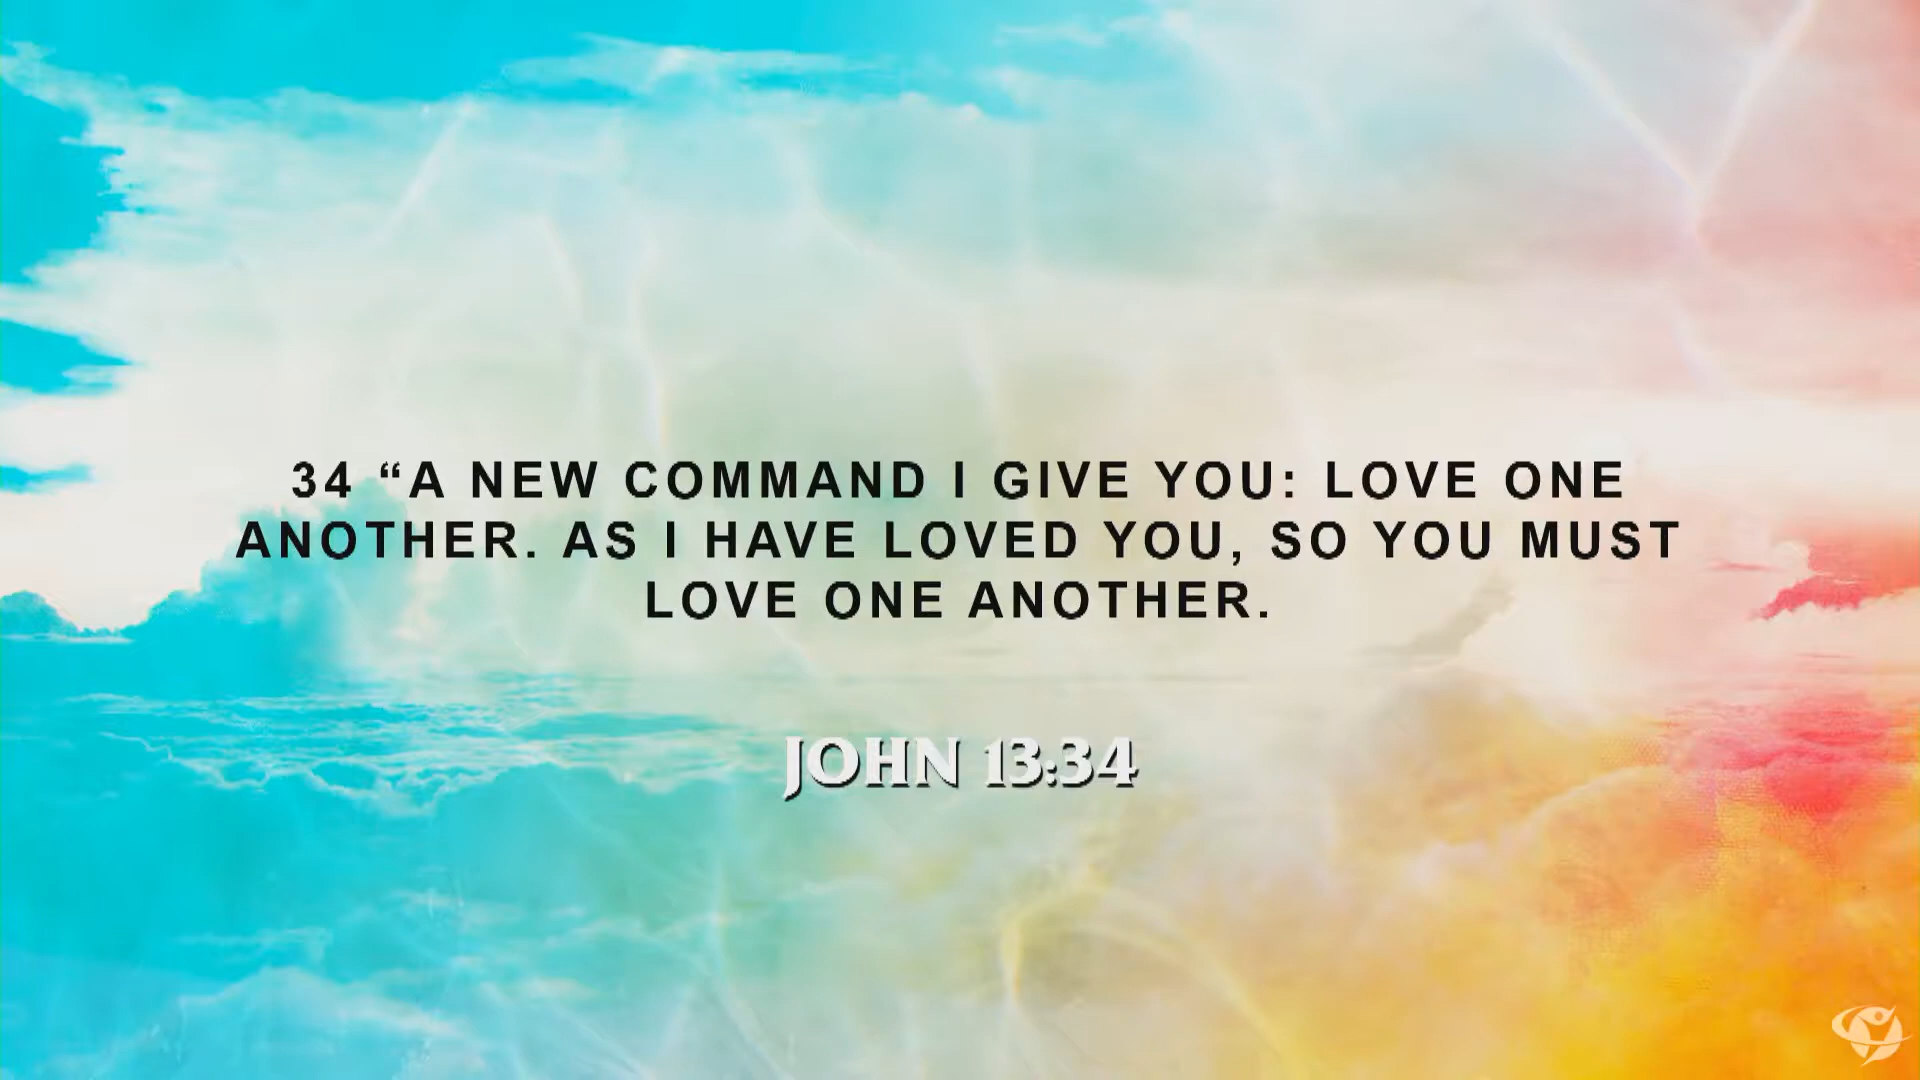 34 “A NEW COMMAND I GIVE YOU: LOVE ONE
ANOTHER. AS I HAVE LOVED YOU, SO YOU MUST
LOVE ONE ANOTHER.
JOHN 13:34